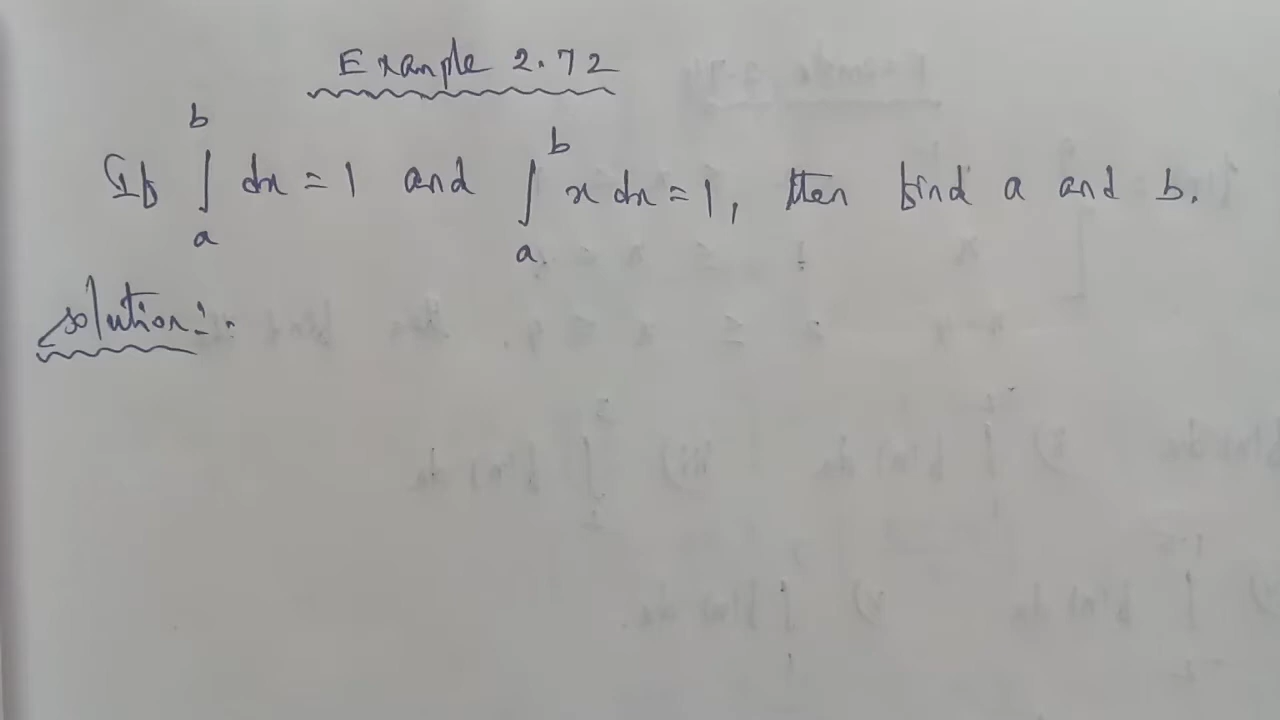 Example 2.72
If ∫ₐᵇ dx = 1 and ∫ₐᵇ x dx = 1, then find a and b.
Solution:-